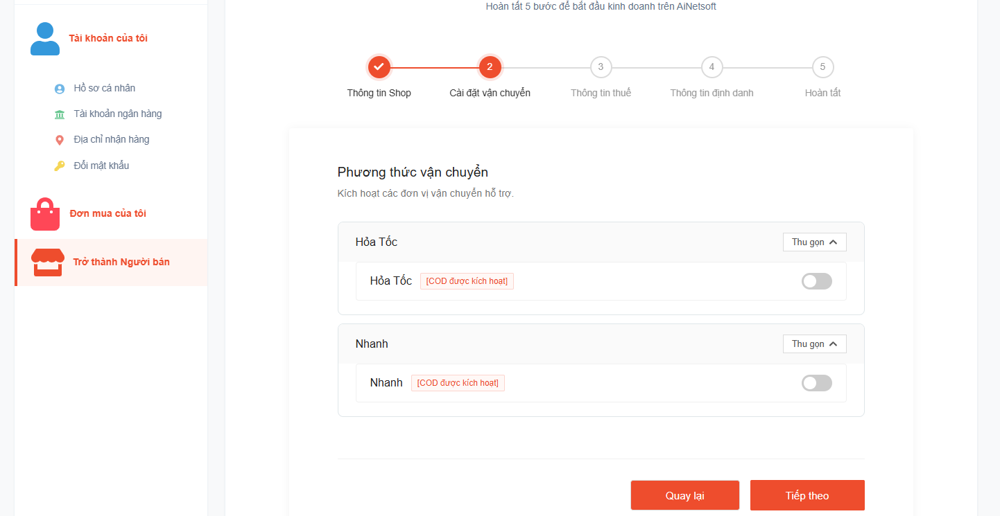 Hoàn tất 5 bước để bắt đầu kinh doanh trên AiNetsoft
Tài khoản của tôi
Hồ sơ cá nhân
Tài khoản ngân hàng
Địa chỉ nhận hàng
Đổi mật khẩu
Đơn mua của tôi
Trở thành Người bán
2
3
4
5
Thông tin Shop
Cài đặt vận chuyển
Thông tin thuế
Thông tin định danh
Hoàn tất
Phương thức vận chuyển
Kích hoạt các đơn vị vận chuyển hỗ trợ.
Hỏa Tốc
Thu gọn
Hỏa Tốc [COD được kích hoạt]
Nhanh
Thu gọn
Nhanh [COD được kích hoạt]
Quay lại
Tiếp theo